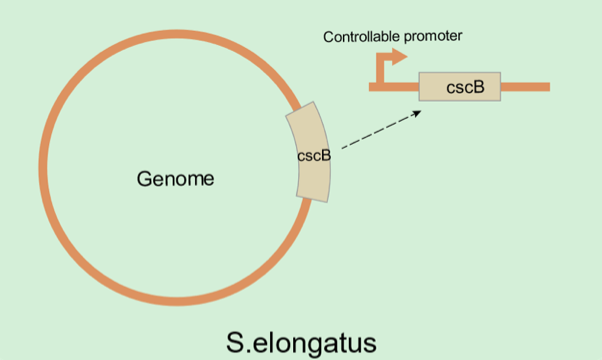 Controllable promoter
cscB
cscB
Genome
S.elongatus